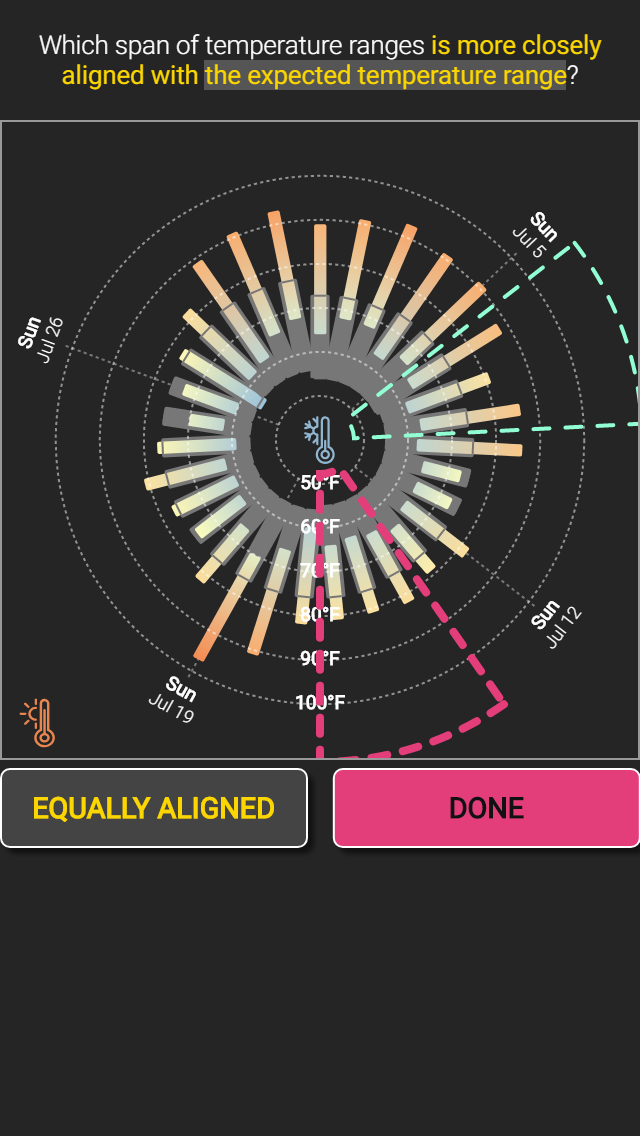 Which span of temperature ranges is more closely
aligned with the expected temperature range?
Sun
Jul 5
Sun
Jul 26
50°F
60°F
70°F
80°F
90°F
100°F
Sun
Jul 12
Sun
Jul 19
EQUALLY ALIGNED
DONE